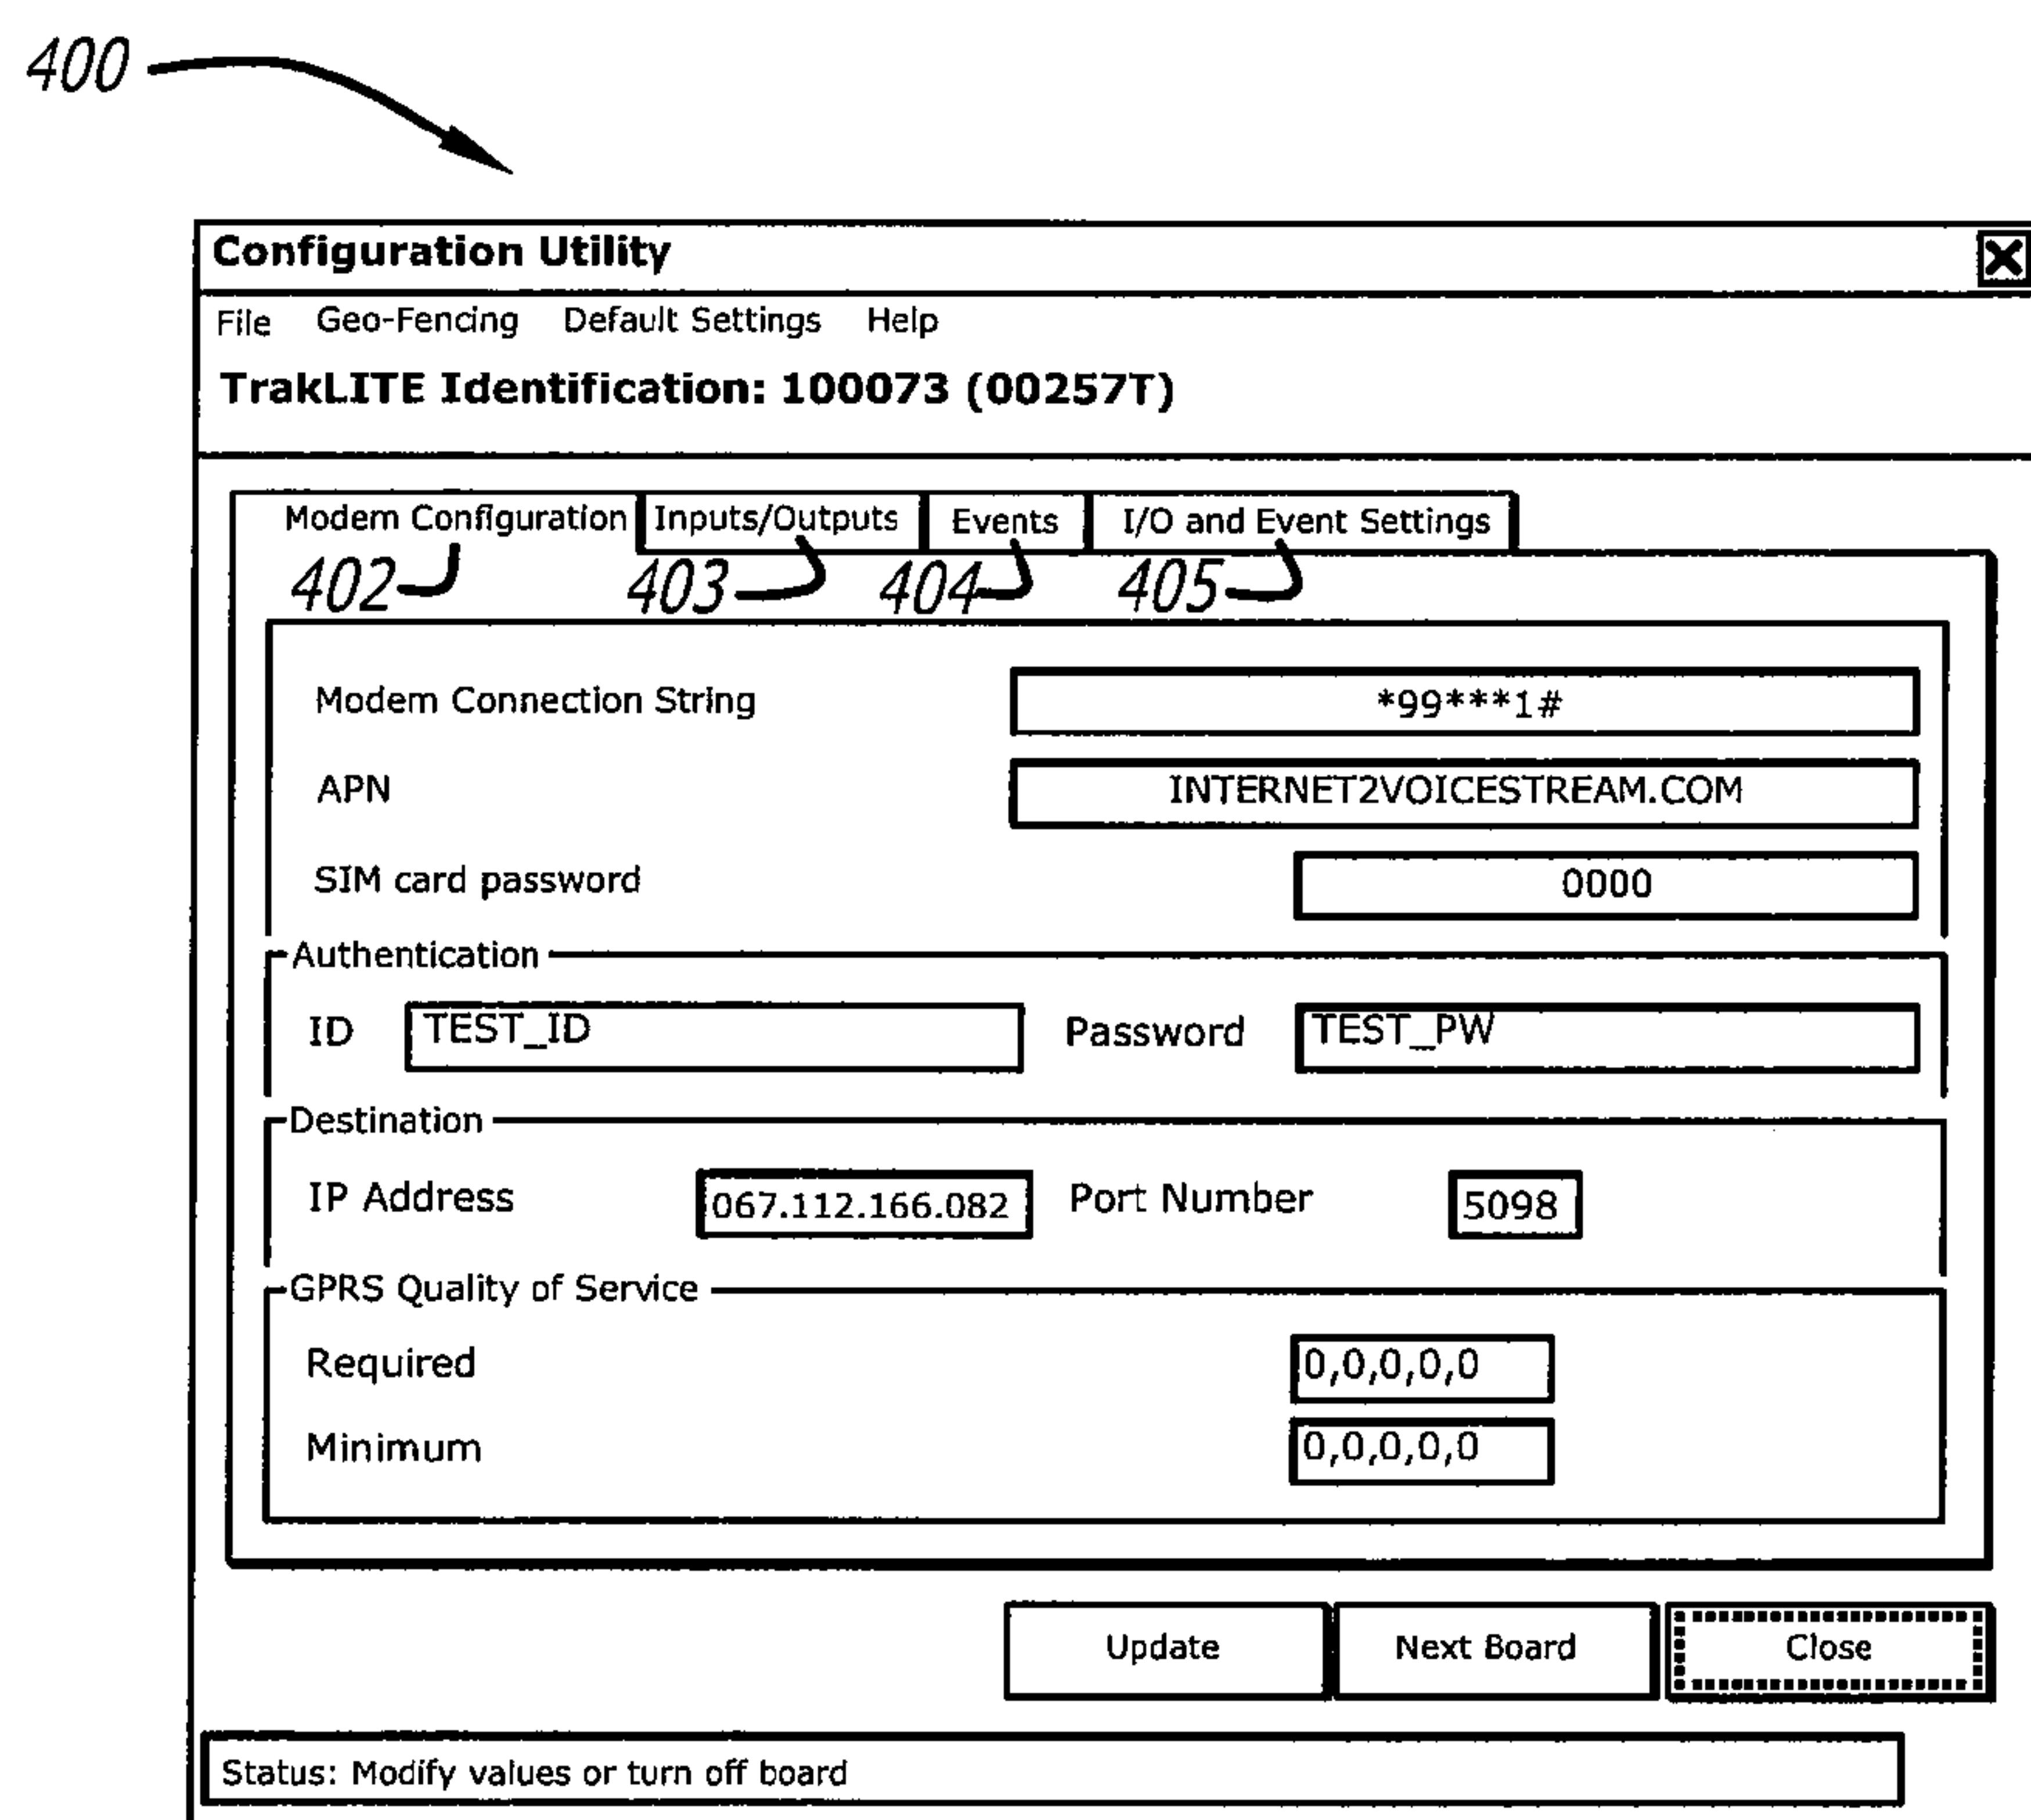 400
Configuration Utility
File Geo-Fencing Default Settings Help
TrakLITE Identification: 100073 (00257T)
Modem Configuration Inputs/Outputs Events I/O and Event Settings
402 403 404 405
Modem Connection String *99***1#
APN INTERNET2VOICESTREAM.COM
SIM card password 0000
Authentication
ID TEST_ID Password TEST_PW
Destination
IP Address 067.112.166.082 Port Number 5098
GPRS Quality of Service
Required 0,0,0,0,0
Minimum 0,0,0,0,0
Update Next Board Close
Status: Modify values or turn off board